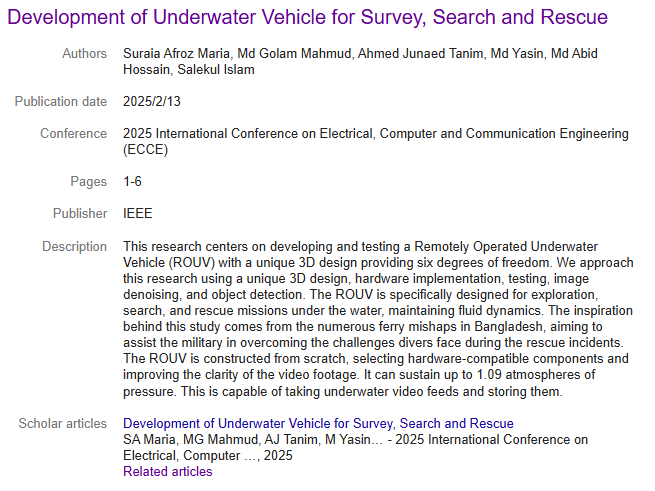 Development of Underwater Vehicle for Survey, Search and Rescue
Authors Suraia Afroz Maria, Md Golam Mahmud, Ahmed Junaed Tanim, Md Yasin, Md Abid
Hossain, Salekul Islam
Publication date 2025/2/13
Conference 2025 International Conference on Electrical, Computer and Communication Engineering
(ECCE)
Pages 1-6
Publisher IEEE
Description This research centers on developing and testing a Remotely Operated Underwater
Vehicle (ROUV) with a unique 3D design providing six degrees of freedom. We approach
this research using a unique 3D design, hardware implementation, testing, image
denoising, and object detection. The ROUV is specifically designed for exploration,
search, and rescue missions under the water, maintaining fluid dynamics. The inspiration
behind this study comes from the numerous ferry mishaps in Bangladesh, aiming to
assist the military in overcoming the challenges divers face during the rescue incidents.
The ROUV is constructed from scratch, selecting hardware-compatible components and
improving the clarity of the video footage. It can sustain up to 1.09 atmospheres of
pressure. This is capable of taking underwater video feeds and storing them.
Scholar articles Development of Underwater Vehicle for Survey, Search and Rescue
SA Maria, MG Mahmud, AJ Tanim, M Yasin… - 2025 International Conference on
Electrical, Computer …, 2025
Related articles